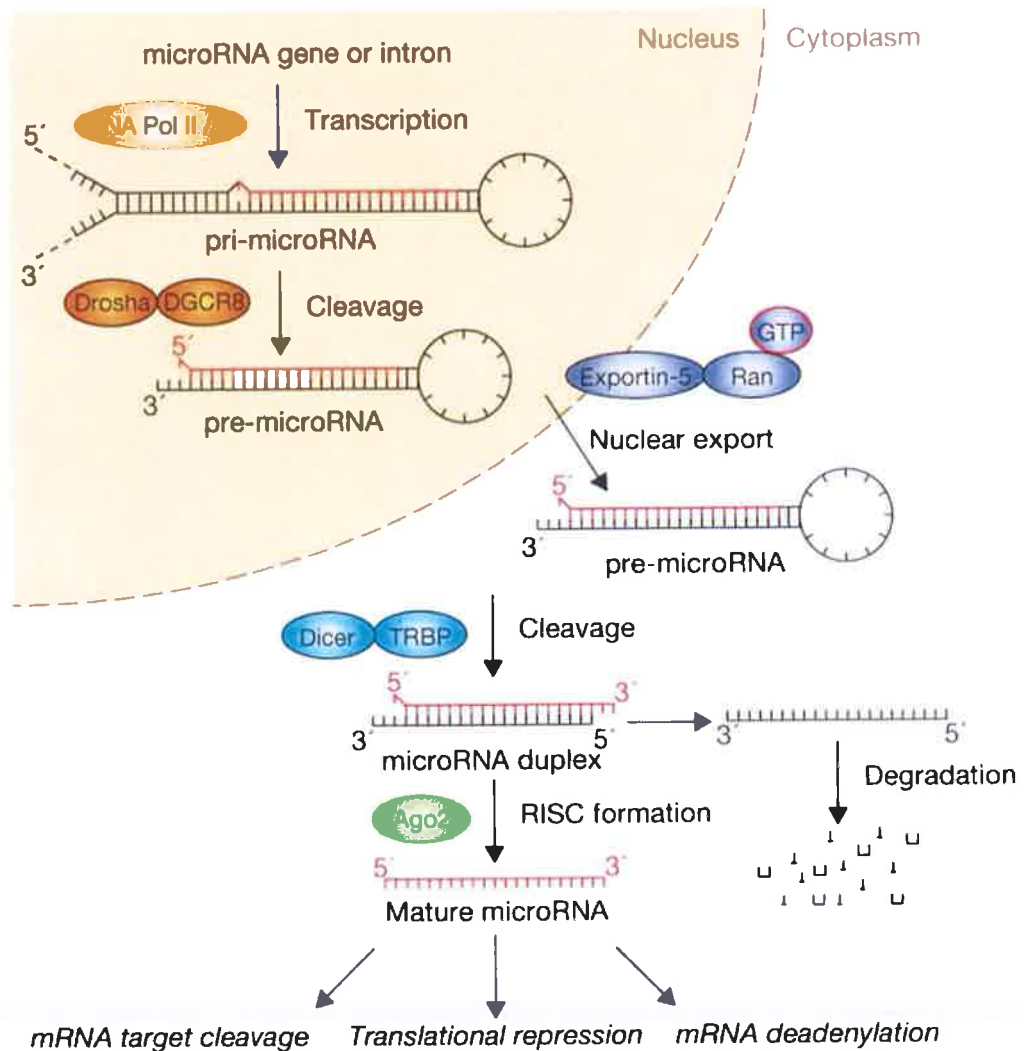 Nucleus
Cytoplasm
microRNA gene or intron
NA Pol II
Transcription
5´
pri-microRNA
3´
Drosha DGCR8
Cleavage
5´
3´
pre-microRNA
GTP
Exportin-5 Ran
Nuclear export
5´
3´
pre-microRNA
Dicer TRBP
Cleavage
5´ 3´
3´ 5´
microRNA duplex
3´ 5´
Degradation
Ago2
RISC formation
5´ 3´
Mature microRNA
mRNA target cleavage
Translational repression
mRNA deadenylation